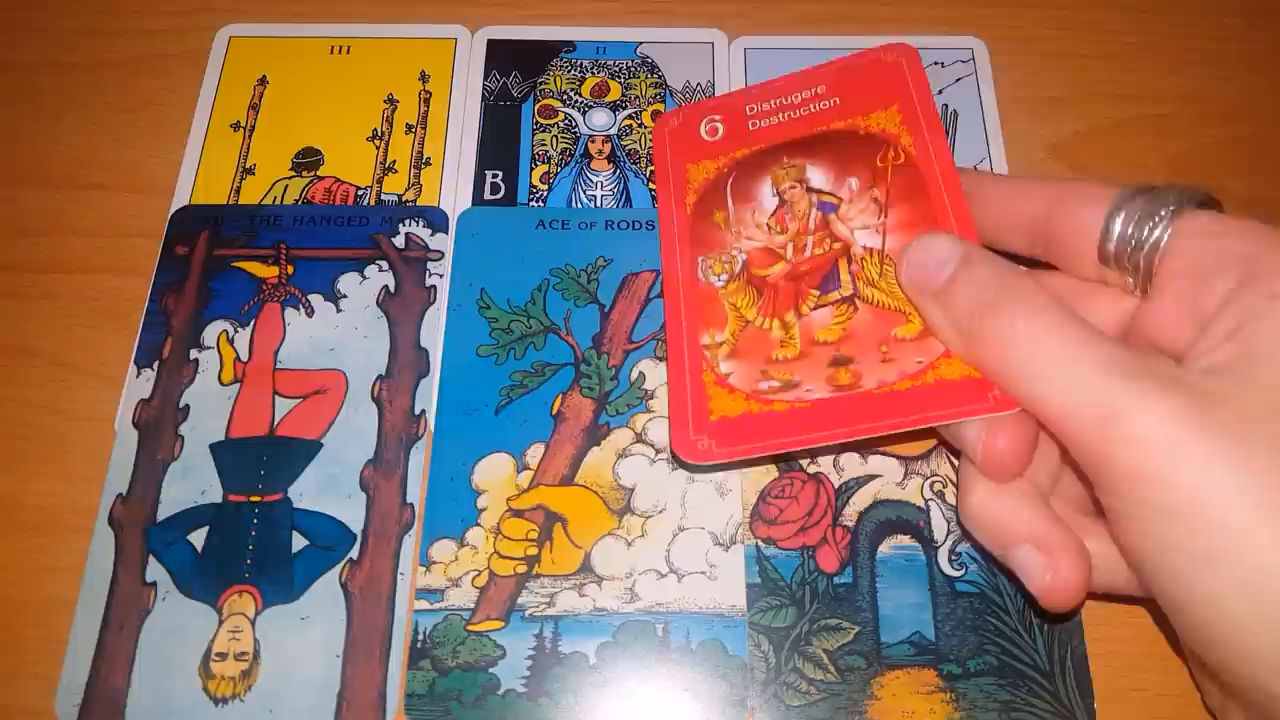 III
II
B
6
Distrugere
Destruction
THE HANGED MAN
ACE OF RODS